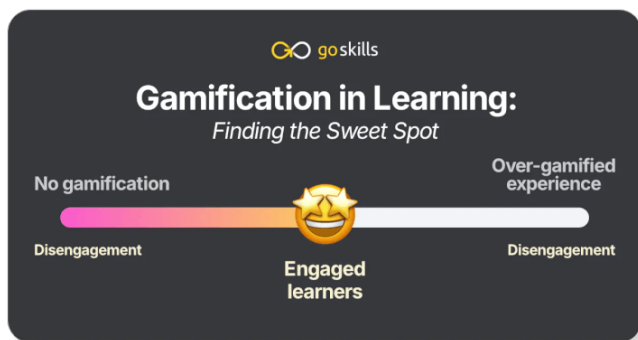 goskills
Gamification in Learning:
Finding the Sweet Spot
No gamification
Over-gamified
experience
Disengagement
Engaged
learners
Disengagement